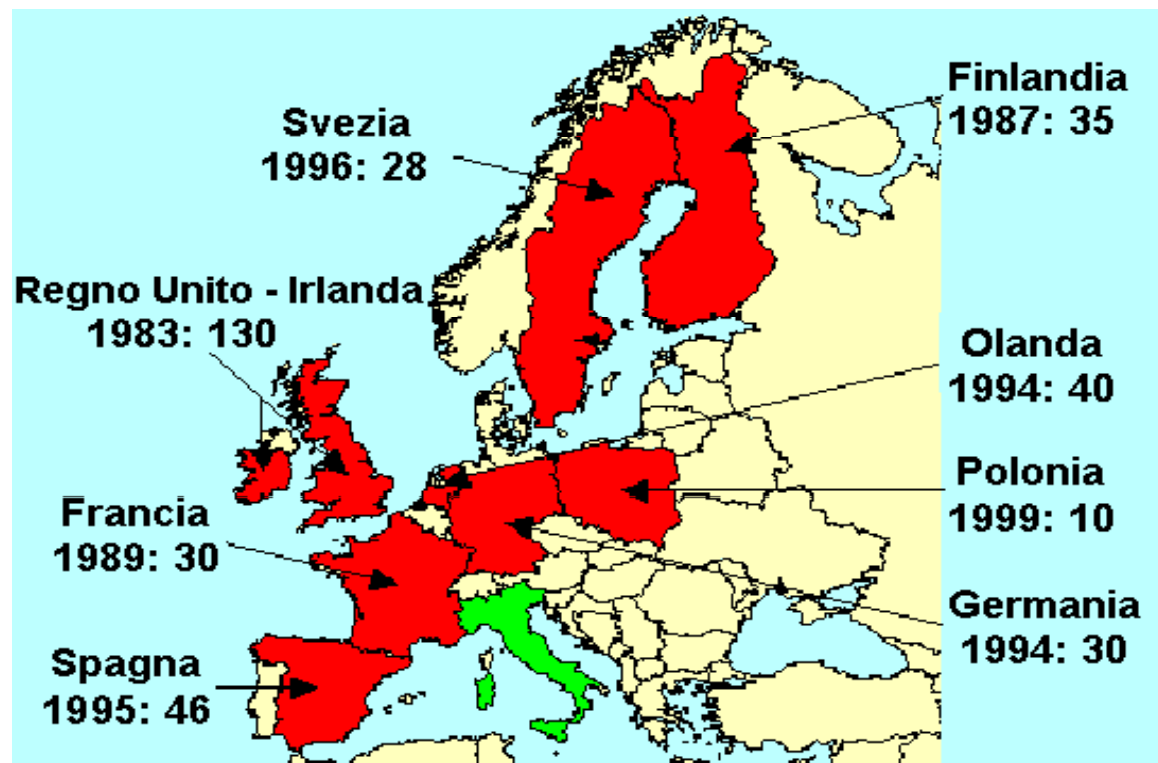 Finlandia
1987: 35
Svezia
1996: 28
Regno Unito - Irlanda
1983: 130
Olanda
1994: 40
Polonia
1999: 10
Francia
1989: 30
Germania
1994: 30
Spagna
1995: 46